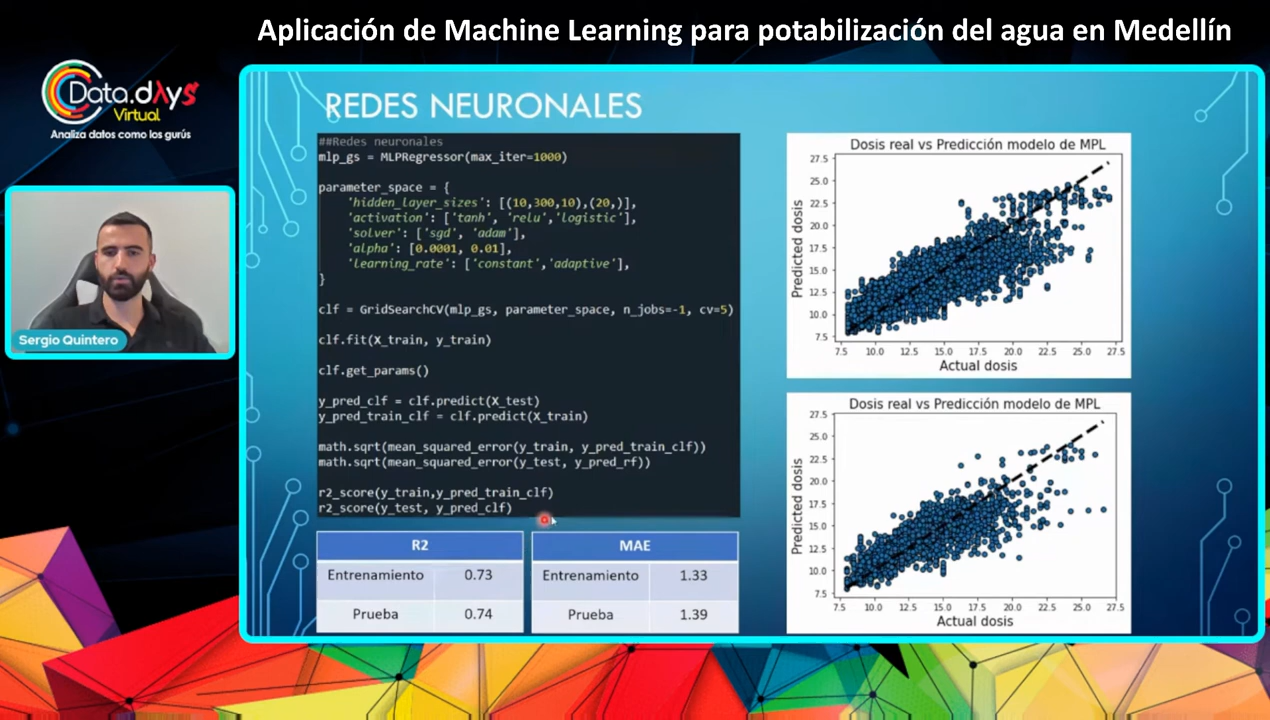 Aplicación de Machine Learning para potabilización del agua en Medellín
Data.dAys
Virtual
Analiza datos como los gurús
Sergio Quintero
REDES NEURONALES
##Redes neuronales
mlp_gs = MLPRegressor(max_iter=1000)
parameter_space = {
'hidden_layer_sizes': [(10,300,10),(20,)],
'activation': ['tanh', 'relu','logistic'],
'solver': ['sgd', 'adam'],
'alpha': [0.0001, 0.01],
'learning_rate': ['constant','adaptive'],
}
clf = GridSearchCV(mlp_gs, parameter_space, n_jobs=-1, cv=5)
clf.fit(X_train, y_train)
clf.get_params()
y_pred_clf = clf.predict(X_test)
y_pred_train_clf = clf.predict(X_train)
math.sqrt(mean_squared_error(y_train, y_pred_train_clf))
math.sqrt(mean_squared_error(y_test, y_pred_rf))
r2_score(y_train,y_pred_train_clf)
r2_score(y_test, y_pred_clf)
R2
Entrenamiento 0.73
Prueba 0.74
MAE
Entrenamiento 1.33
Prueba 1.39
Dosis real vs Predicción modelo de MPL
Predicted dosis
27.5
25.0
22.5
20.0
17.5
15.0
12.5
10.0
7.5
7.5 10.0 12.5 15.0 17.5 20.0 22.5 25.0 27.5
Actual dosis
Dosis real vs Predicción modelo de MPL
Predicted dosis
27.5
25.0
22.5
20.0
17.5
15.0
12.5
10.0
7.5
7.5 10.0 12.5 15.0 17.5 20.0 22.5 25.0 27.5
Actual dosis